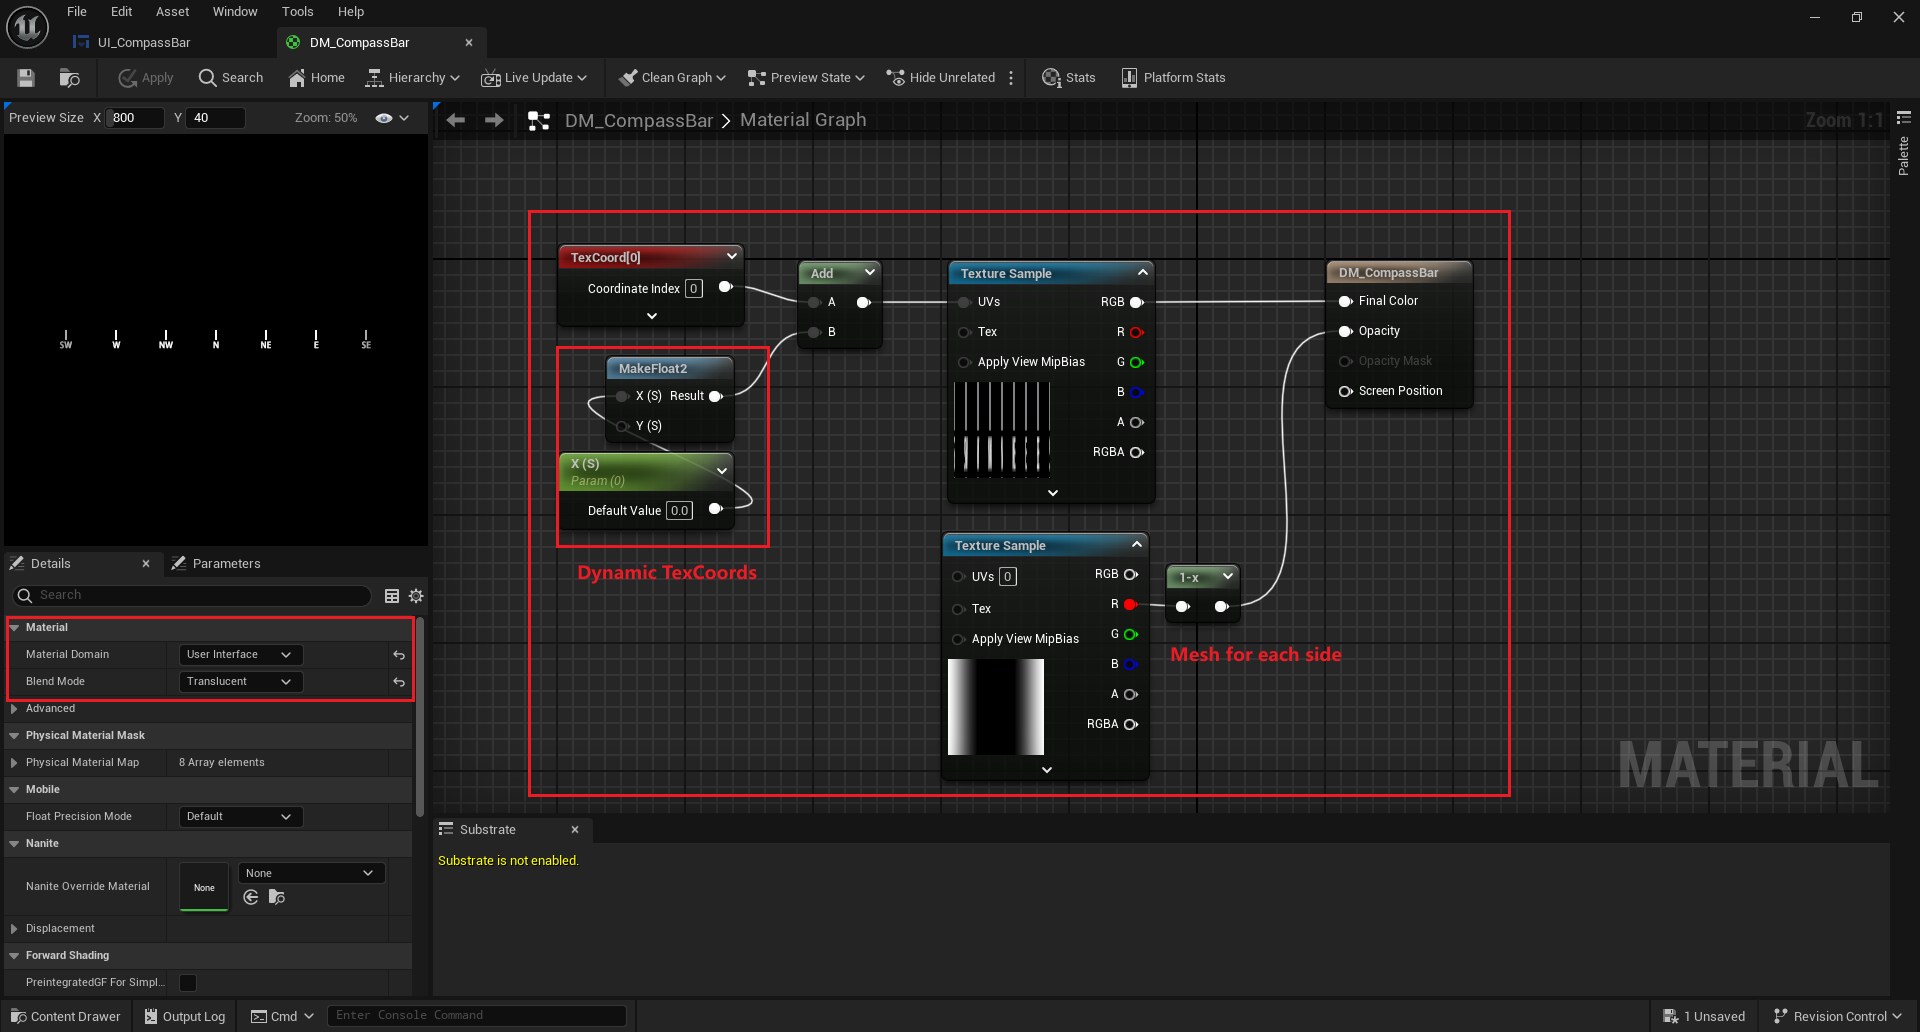 File Edit Asset Window Tools Help
UI_CompassBar
DM_CompassBar
Apply Search Home Hierarchy Live Update Clean Graph Preview State Hide Unrelated Stats Platform Stats
Preview Size X 800 Y 40 Zoom: 50%
SW W NW N NE E SE
DM_CompassBar Material Graph
Zoom 1:1
Palette
TexCoord[0]
Coordinate Index 0
Add
A
B
MakeFloat2
X (S) Result
Y (S)
X (S)
Param (0)
Default Value 0.0
Dynamic TexCoords
Texture Sample
UVs RGB
Tex R
Apply View MipBias G
B
A
RGBA
Texture Sample
UVs 0 RGB
Tex R
Apply View MipBias G
B
A
RGBA
1-x
Mesh for each side
DM_CompassBar
Final Color
Opacity
Opacity Mask
Screen Position
MATERIAL
Details
Parameters
Search
Material
Material Domain User Interface
Blend Mode Translucent
Advanced
Physical Material Mask
Physical Material Map 8 Array elements
Mobile
Float Precision Mode Default
Nanite
Nanite Override Material None None
Displacement
Forward Shading
PreintegratedGF For Simpl...
Substrate
Substrate is not enabled.
Content Drawer Output Log Cmd Enter Console Command 1 Unsaved Revision Control